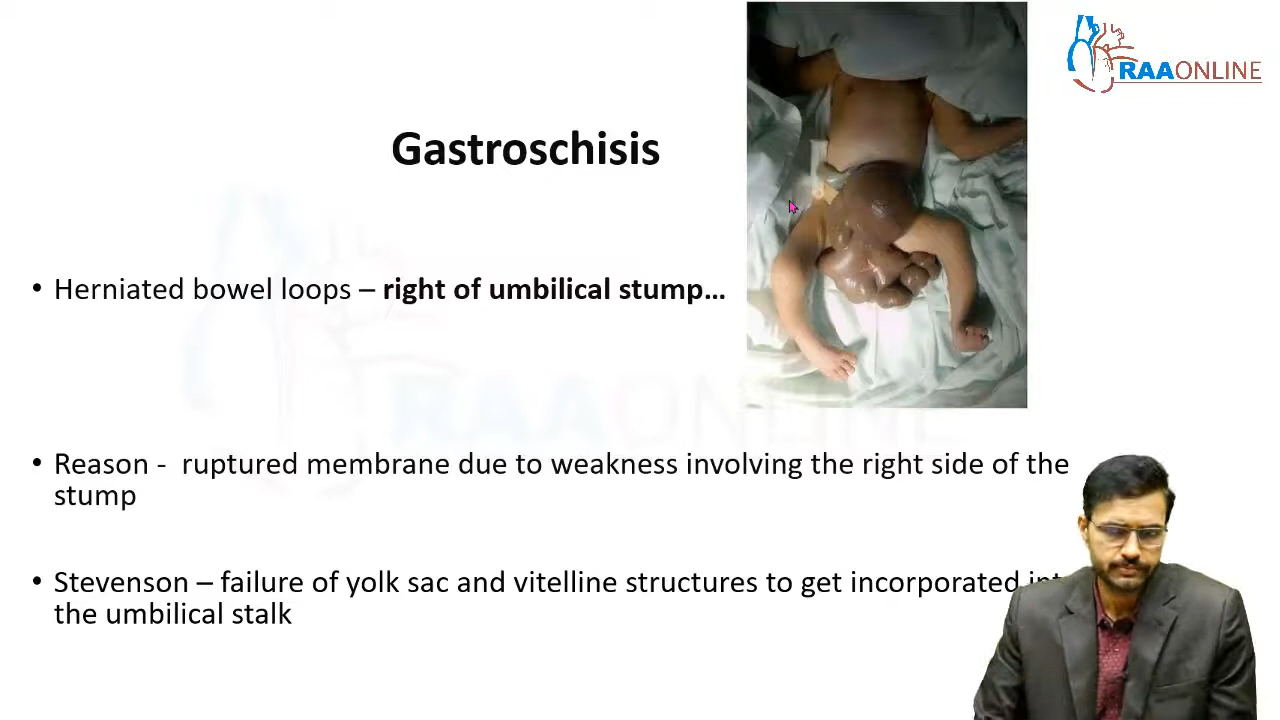 RAAONLINE
Gastroschisis
• Herniated bowel loops – right of umbilical stump…
RAAONLINE
• Reason - ruptured membrane due to weakness involving the right side of the
stump
• Stevenson – failure of yolk sac and vitelline structures to get incorporated
the umbilical stalk